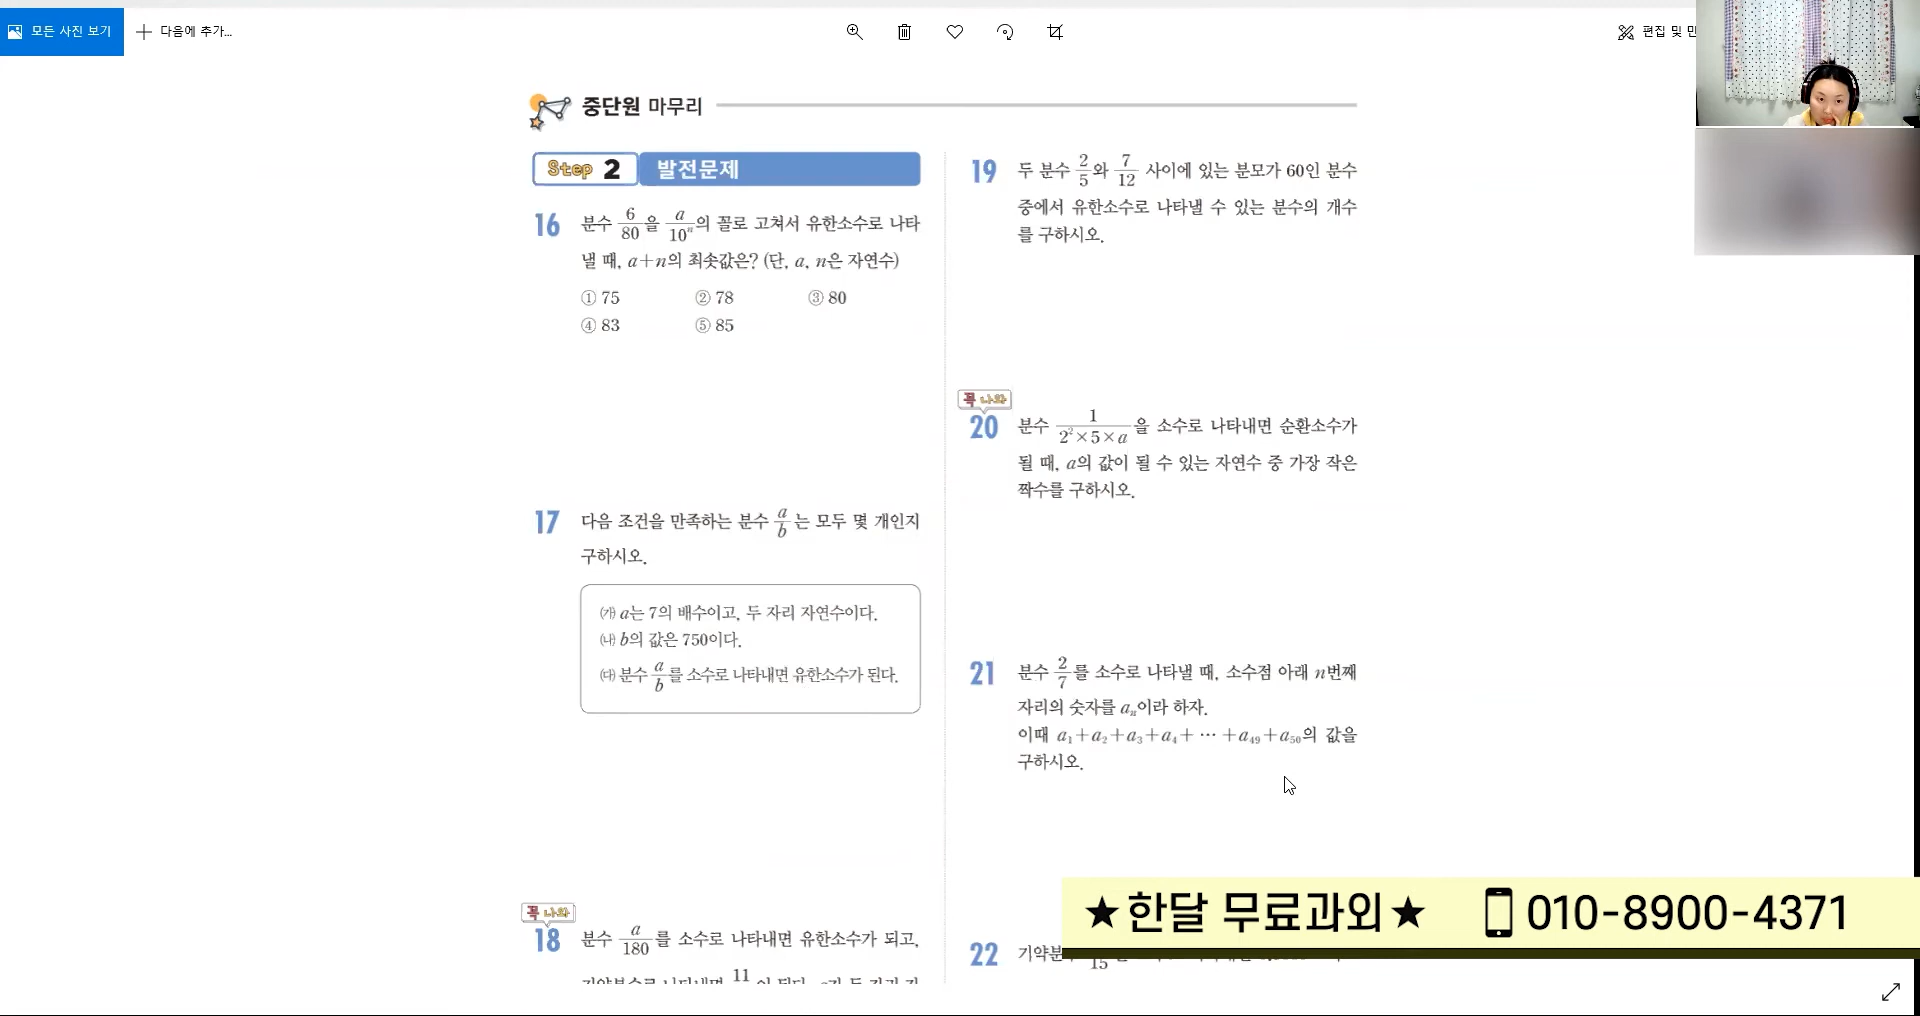 모든 사진 보기
다음에 추가...
편집 및 만
중단원 마무리
Step 2 발전문제
16 분수 6/80을 a/10ⁿ의 꼴로 고쳐서 유한소수로 나타
낼 때, a+n의 최솟값은? (단, a, n은 자연수)
① 75 ② 78 ③ 80
④ 83 ⑤ 85
17 다음 조건을 만족하는 분수 a/b는 모두 몇 개인지
구하시오.
㈎ a는 7의 배수이고, 두 자리 자연수이다.
㈏ b의 값은 750이다.
㈐ 분수 a/b를 소수로 나타내면 유한소수가 된다.
꼭 나와
18 분수 a/180를 소수로 나타내면 유한소수가 되고,
11
19 두 분수 2/5와 7/12 사이에 있는 분모가 60인 분수
중에서 유한소수로 나타낼 수 있는 분수의 개수
를 구하시오.
꼭 나와
20 분수 1/(2²×5×a)을 소수로 나타내면 순환소수가
될 때, a의 값이 될 수 있는 자연수 중 가장 작은
짝수를 구하시오.
21 분수 2/7를 소수로 나타낼 때, 소수점 아래 n번째
자리의 숫자를 aₙ이라 하자.
이때 a₁+a₂+a₃+a₄+ ⋯ +a₄₉+a₅₀의 값을
구하시오.
★한달 무료과외★ 010-8900-4371
22 기약분수
15